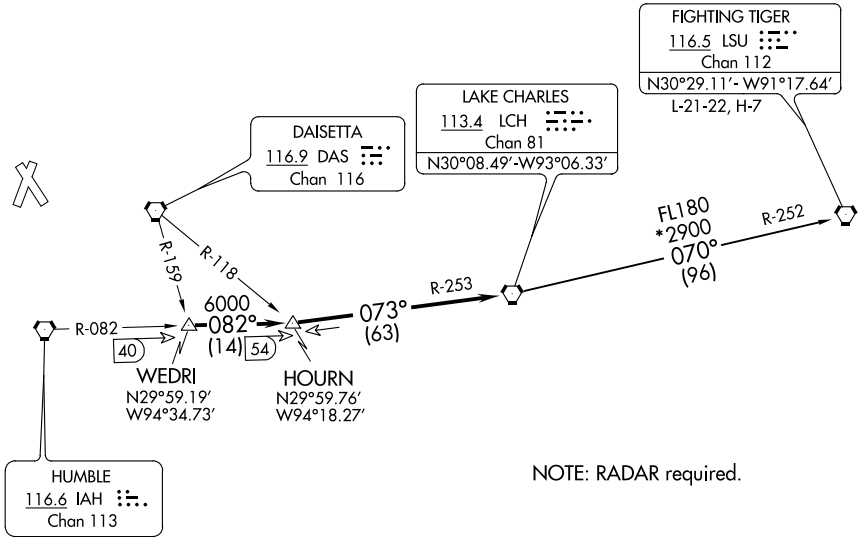 FIGHTING TIGER
116.5 LSU
Chan 112
N30°29.11'- W91°17.64'
L-21-22, H-7
LAKE CHARLES
113.4 LCH
Chan 81
N30°08.49'-W93°06.33'
DAISETTA
116.9 DAS
Chan 116
FL180
*2900
070°
(96)
R-252
R-159
R-118
R-253
073°
(63)
6000
082°
(14)
R-082
40
54
WEDRI
N29°59.19'
W94°34.73'
HOURN
N29°59.76'
W94°18.27'
HUMBLE
116.6 IAH
Chan 113
NOTE: RADAR required.